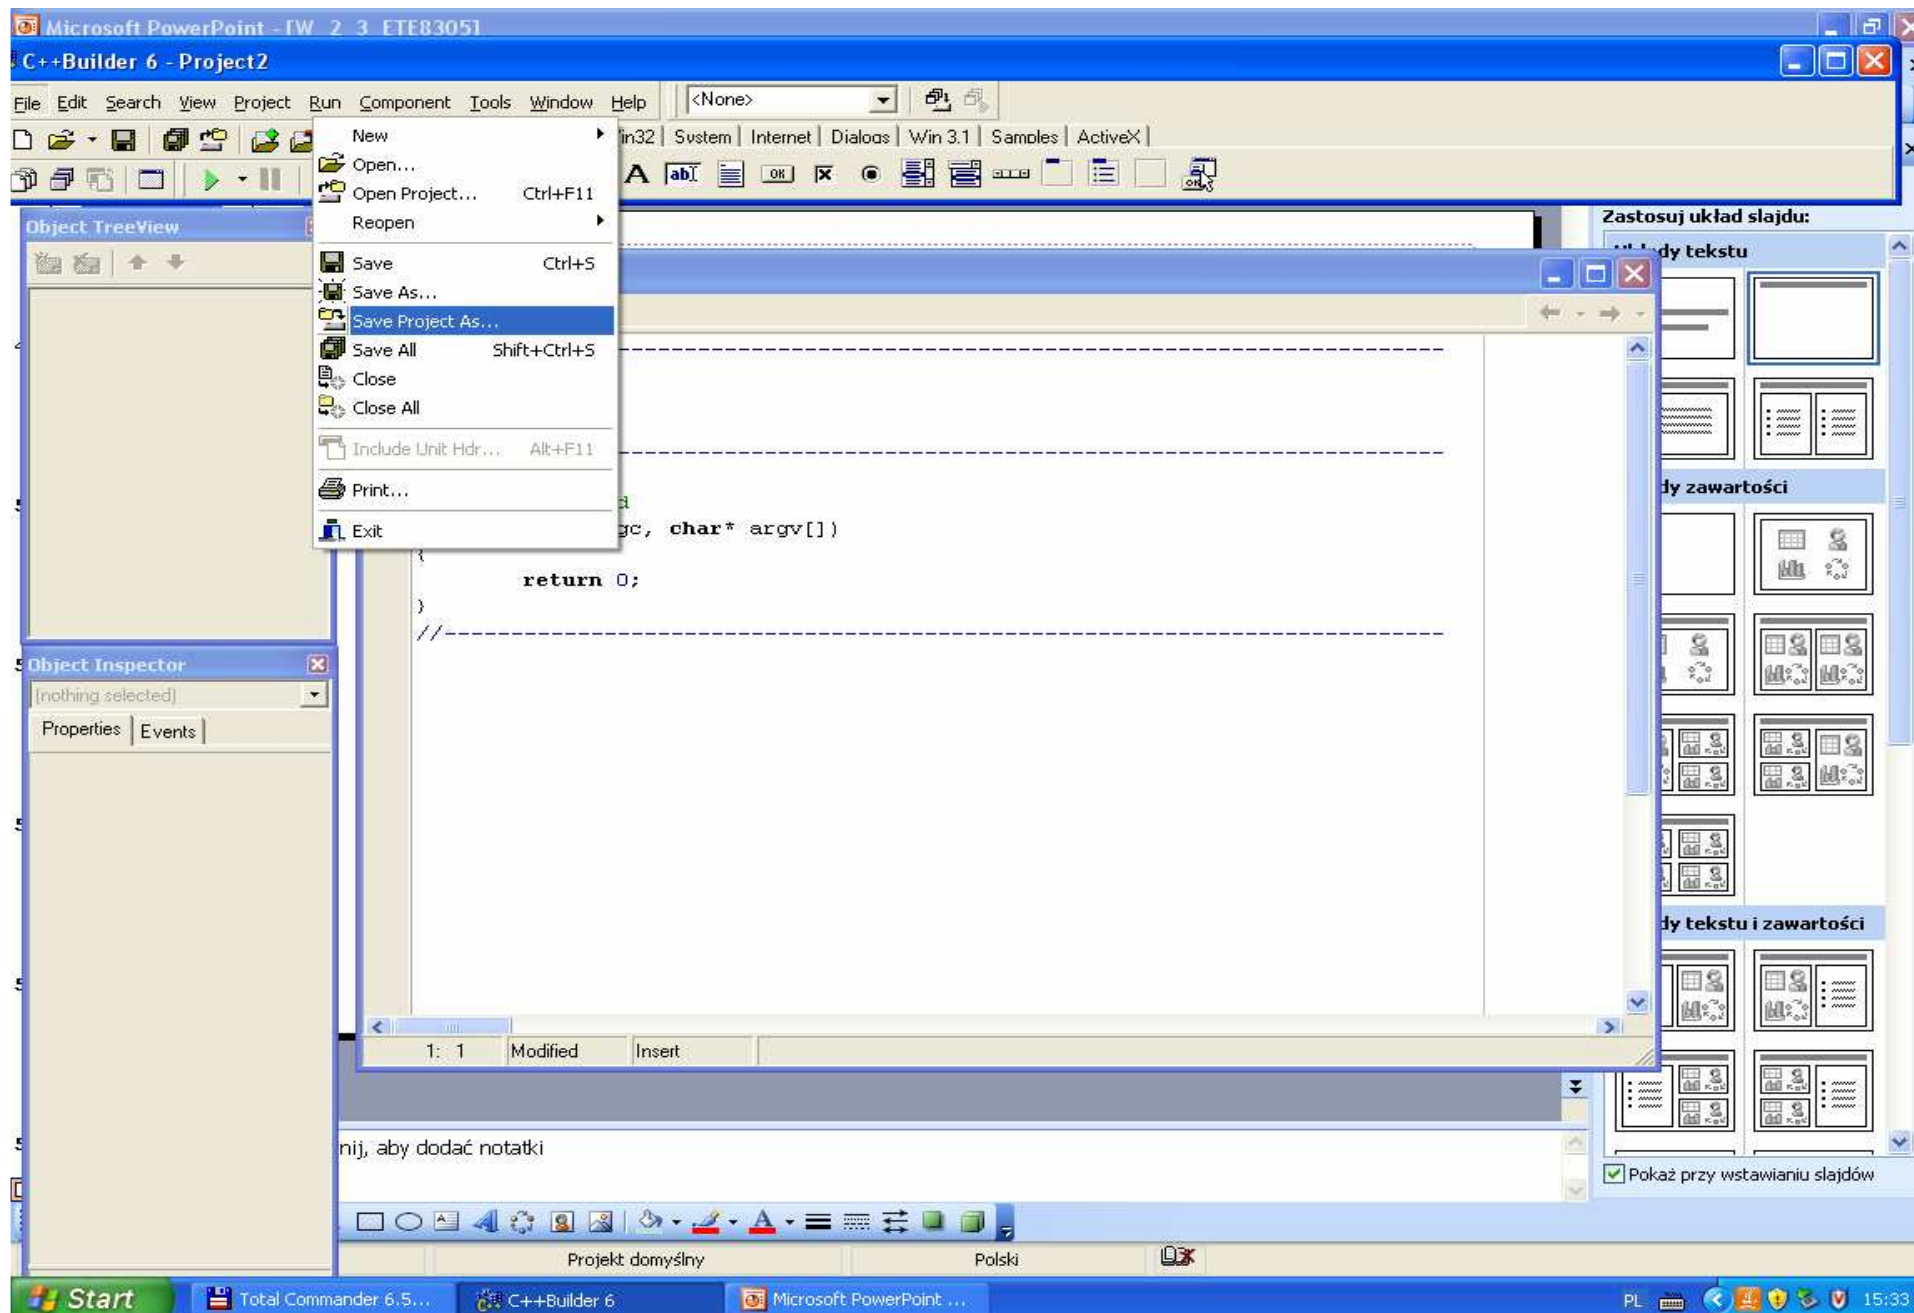 Microsoft PowerPoint - [W_2_3_ETE8305]
C++Builder 6 - Project2
File Edit Search View Project Run Component Tools Window Help
<None>
in32 System Internet Dialogs Win 3.1 Samples ActiveX
New
Open...
Open Project... Ctrl+F11
Reopen
Save Ctrl+S
Save As...
Save Project As...
Save All Shift+Ctrl+S
Close
Close All
Include Unit Hdr... Alt+F11
Print...
Exit
Object TreeView
gc, char* argv[])
{
return 0;
}
//---------------------------------------------------------------------------
1: 1 Modified Insert
Object Inspector
(nothing selected)
Properties Events
Zastosuj układ slajdu:
dy tekstu
dy zawartości
dy tekstu i zawartości
Pokaż przy wstawianiu slajdów
nij, aby dodać notatki
Projekt domyślny Polski
Start Total Commander 6.5... C++Builder 6 Microsoft PowerPoint ... PL 15:33